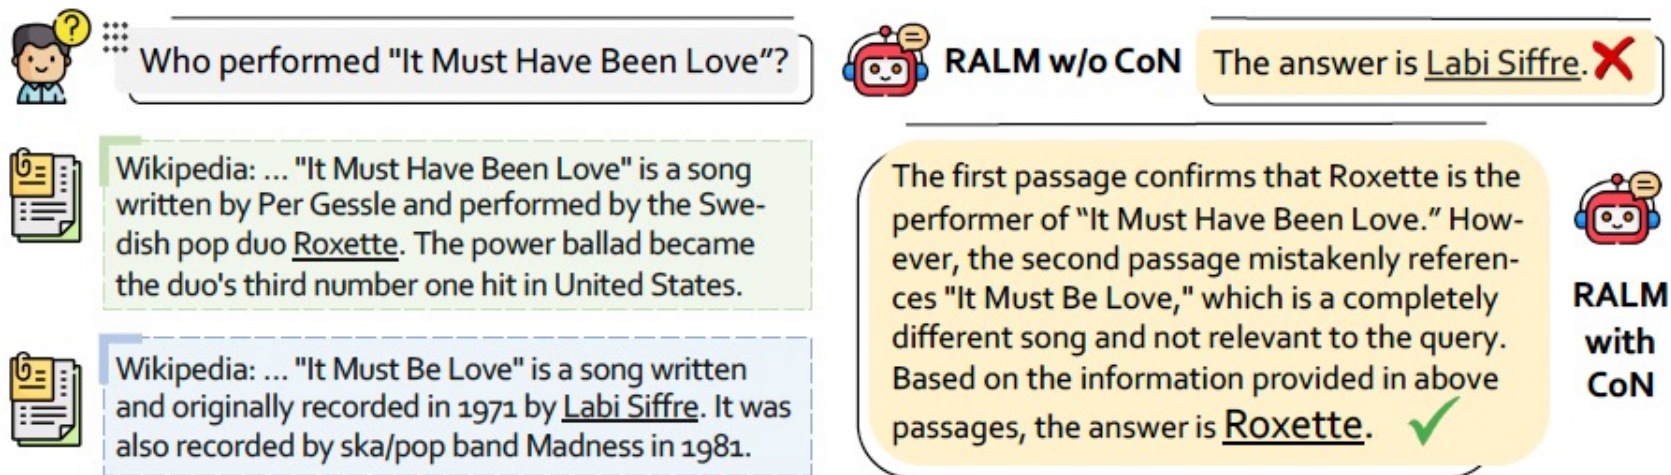 Who performed "It Must Have Been Love"?
Wikipedia: ... "It Must Have Been Love" is a song
written by Per Gessle and performed by the Swe-
dish pop duo Roxette. The power ballad became
the duo's third number one hit in United States.
Wikipedia: ... "It Must Be Love" is a song written
and originally recorded in 1971 by Labi Siffre. It was
also recorded by ska/pop band Madness in 1981.
RALM w/o CoN
The answer is Labi Siffre.
The first passage confirms that Roxette is the
performer of “It Must Have Been Love.” How-
ever, the second passage mistakenly referen-
ces "It Must Be Love," which is a completely
different song and not relevant to the query.
Based on the information provided in above
passages, the answer is Roxette.
RALM
with
CoN